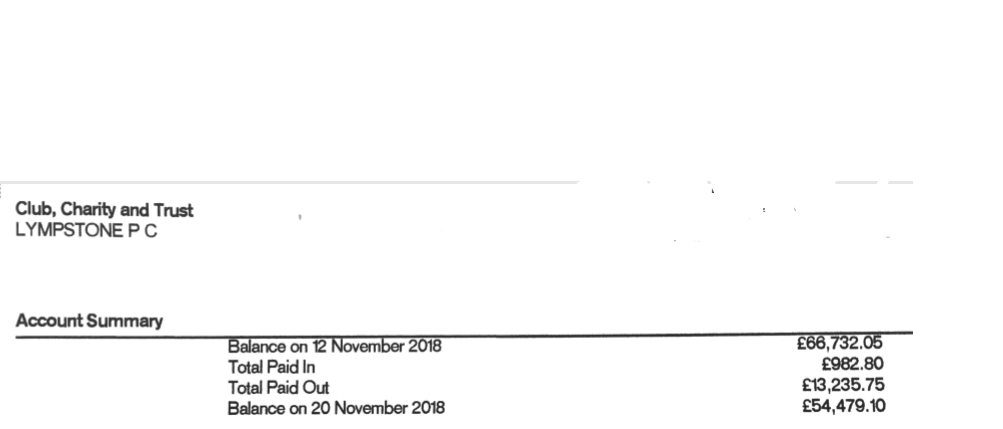 Club, Charity and Trust
LYMPSTONE P C
Account Summary
Balance on 12 November 2018 £66,732.05
Total Paid In £982.80
Total Paid Out £13,235.75
Balance on 20 November 2018 £54,479.10